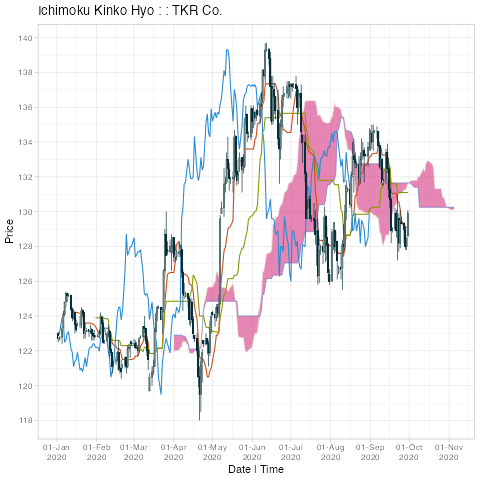 Ichimoku Kinko Hyo : : TKR Co.
140
138
136
134
132
130
128
126
124
122
120
118
Price
01-Jan 01-Feb 01-Mar 01-Apr 01-May 01-Jun 01-Jul 01-Aug 01-Sep 01-Oct 01-Nov
2020 2020 2020 2020 2020 2020 2020 2020 2020 2020 2020
Date | Time